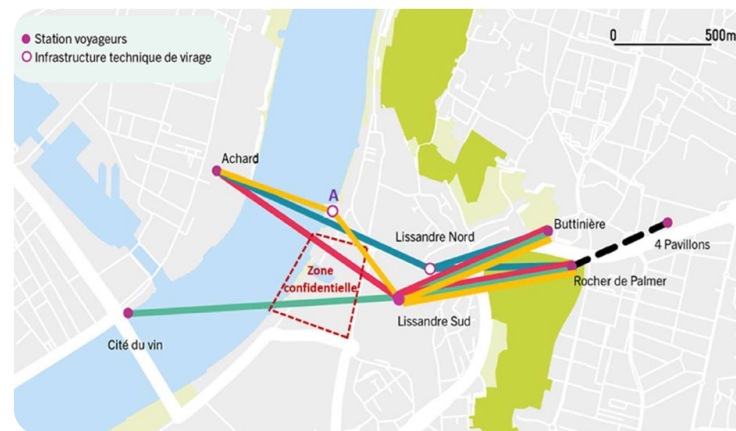 Station voyageurs
Infrastructure technique de virage
0 500m
Achard
A
Lissandre Nord
Buttinière
4 Pavillons
Zone
confidentielle
Rocher de Palmer
Lissandre Sud
Cité du vin